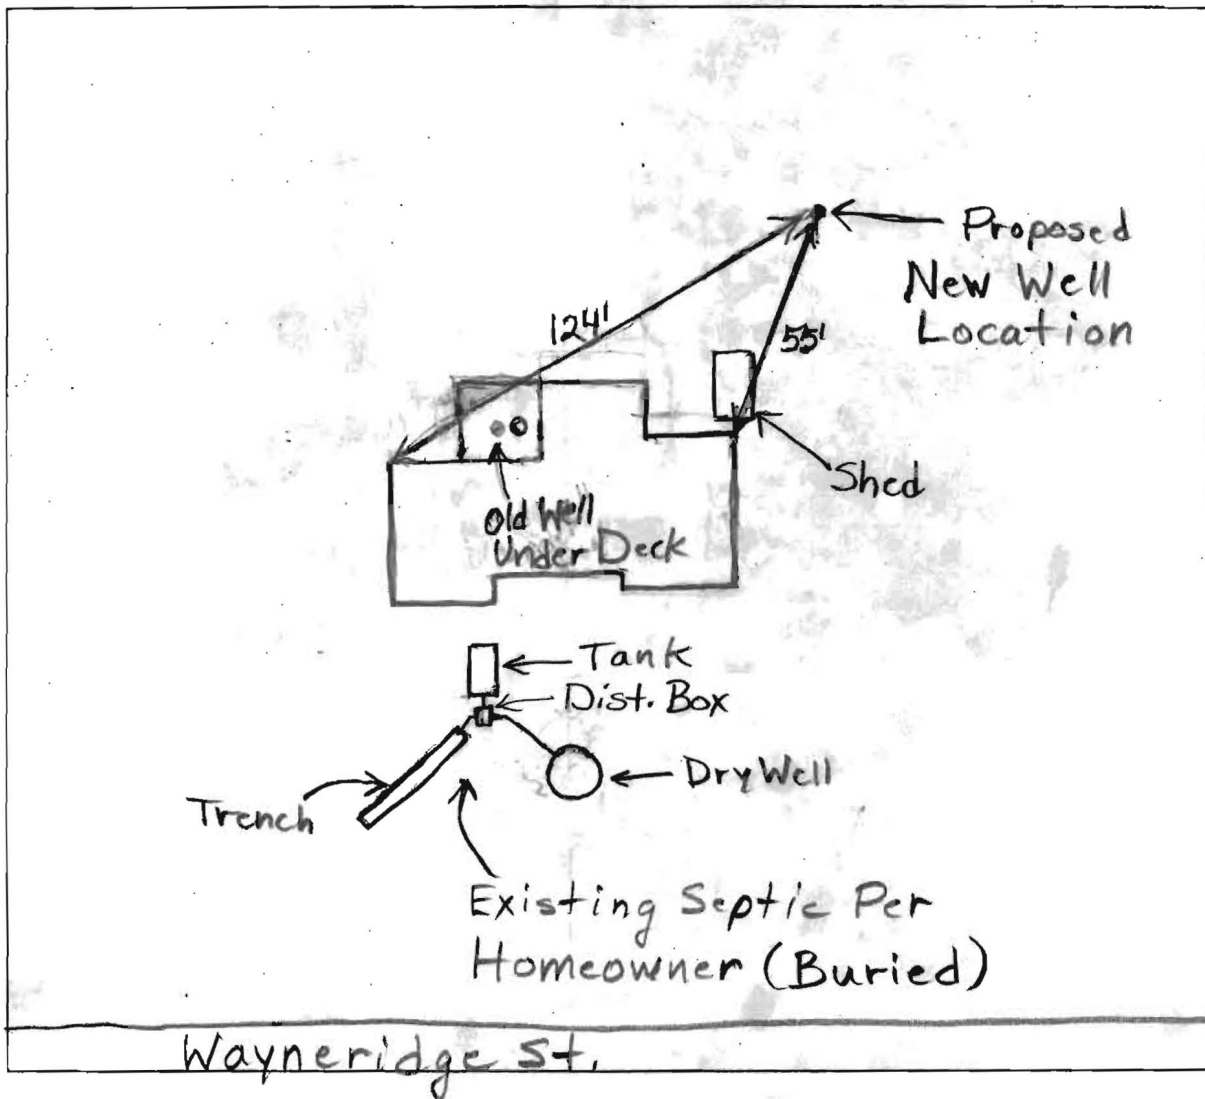 Proposed
New Well
Location
124'
55'
Shed
Old Well
Under Deck
Tank
Dist. Box
Dry Well
Trench
Existing Septic Per
Homeowner (Buried)
Wayneridge St.